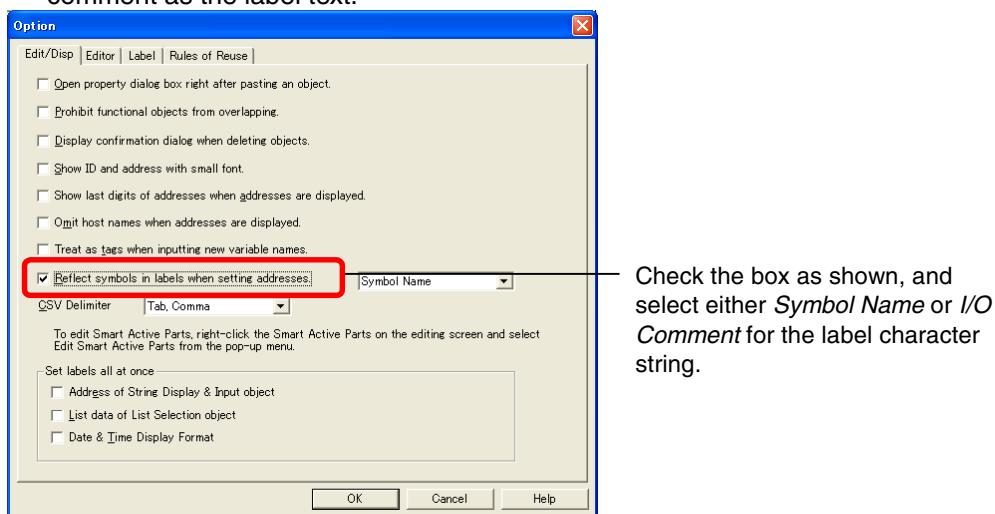 comment as the label text.
Option
Edit/Disp Editor Label Rules of Reuse
Open property dialog box right after pasting an object.
Prohibit functional objects from overlapping.
Display confirmation dialog when deleting objects.
Show ID and address with small font.
Show last digits of addresses when addresses are displayed.
Omit host names when addresses are displayed.
Treat as tags when inputting new variable names.
Reflect symbols in labels when setting addresses. Symbol Name
CSV Delimiter Tab, Comma
To edit Smart Active Parts, right-click the Smart Active Parts on the editing screen and select
Edit Smart Active Parts from the pop-up menu.
Set labels all at once
Address of String Display & Input object
List data of List Selection object
Date & Time Display Format
OK Cancel Help
Check the box as shown, and
select either Symbol Name or I/O
Comment for the label character
string.